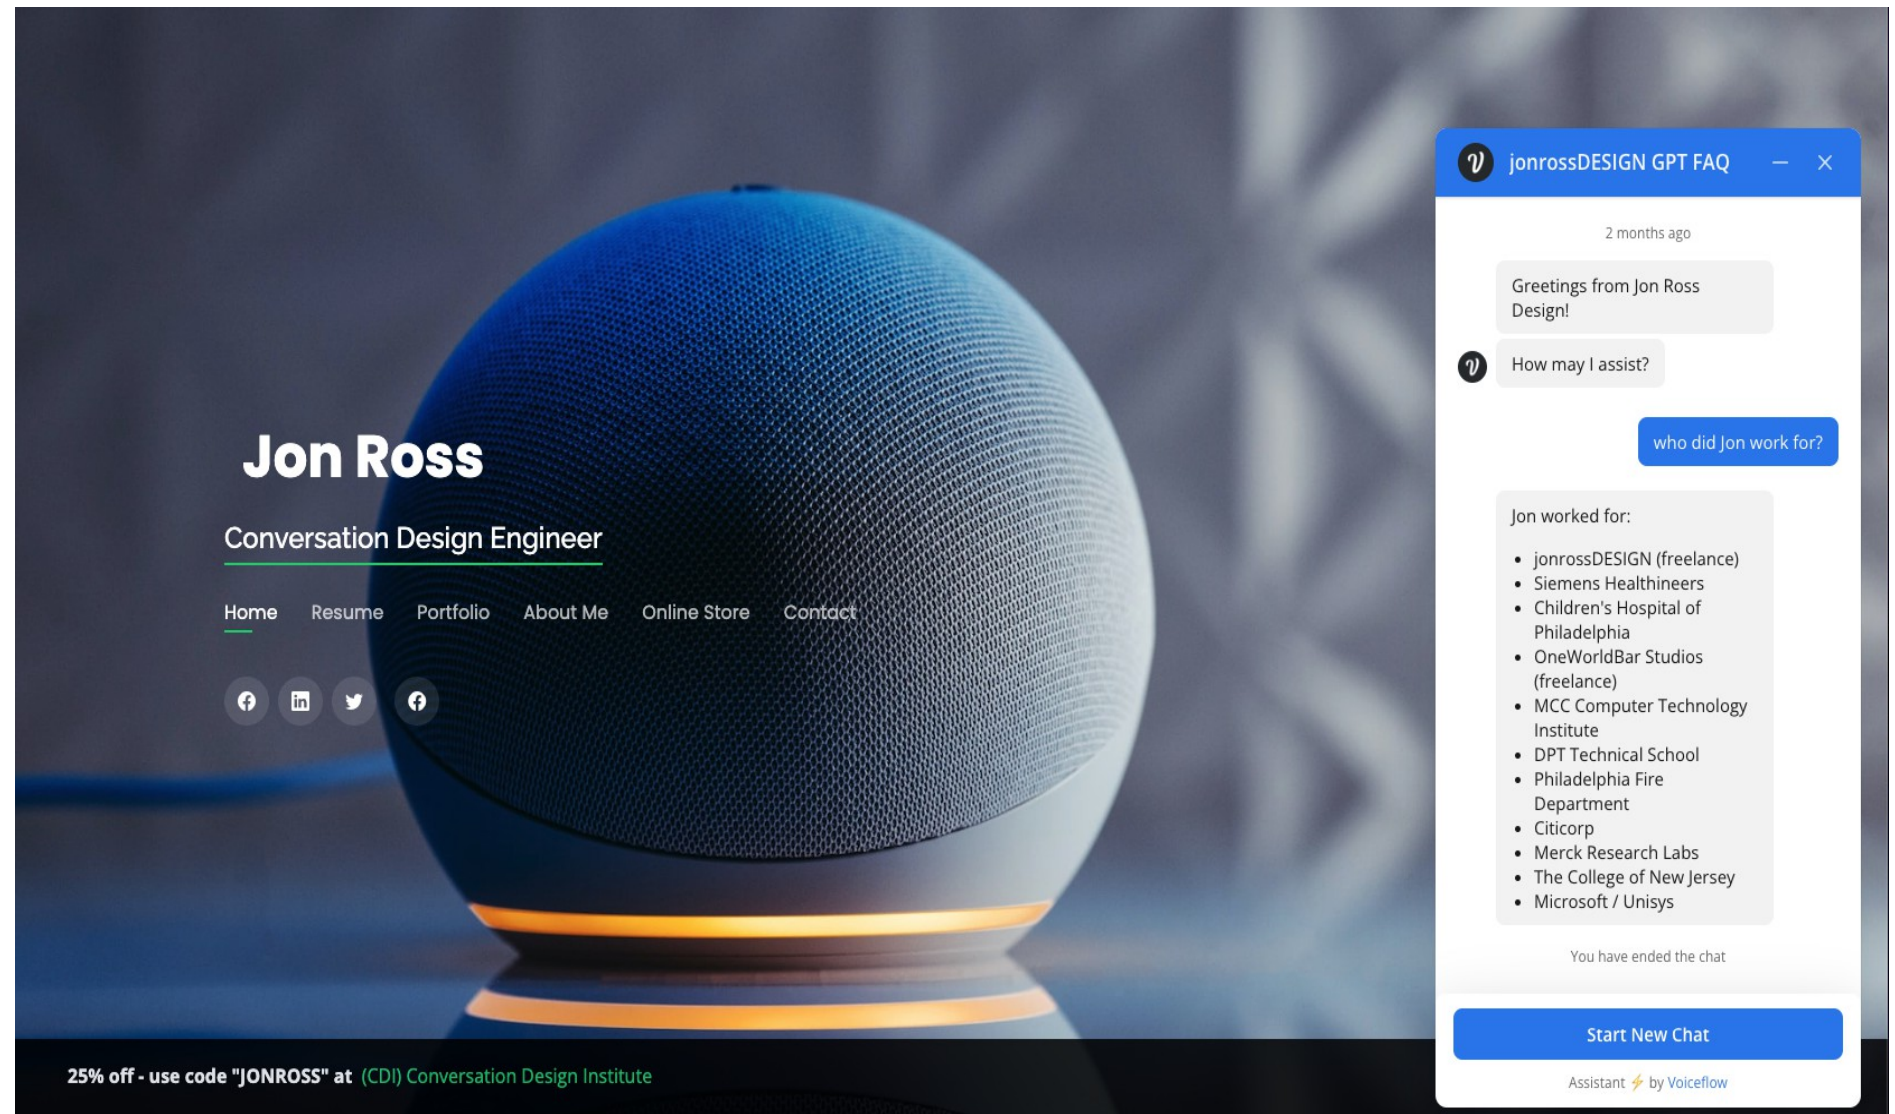 Jon Ross
Conversation Design Engineer
Home Resume Portfolio About Me Online Store Contact
25% off - use code "JONROSS" at (CDI) Conversation Design Institute
jonrossDESIGN GPT FAQ
2 months ago
Greetings from Jon Ross
Design!
How may I assist?
who did Jon work for?
Jon worked for:
• jonrossDESIGN (freelance)
• Siemens Healthineers
• Children's Hospital of
Philadelphia
• OneWorldBar Studios
(freelance)
• MCC Computer Technology
Institute
• DPT Technical School
• Philadelphia Fire
Department
• Citicorp
• Merck Research Labs
• The College of New Jersey
• Microsoft / Unisys
You have ended the chat
Start New Chat
Assistant ⚡ by Voiceflow